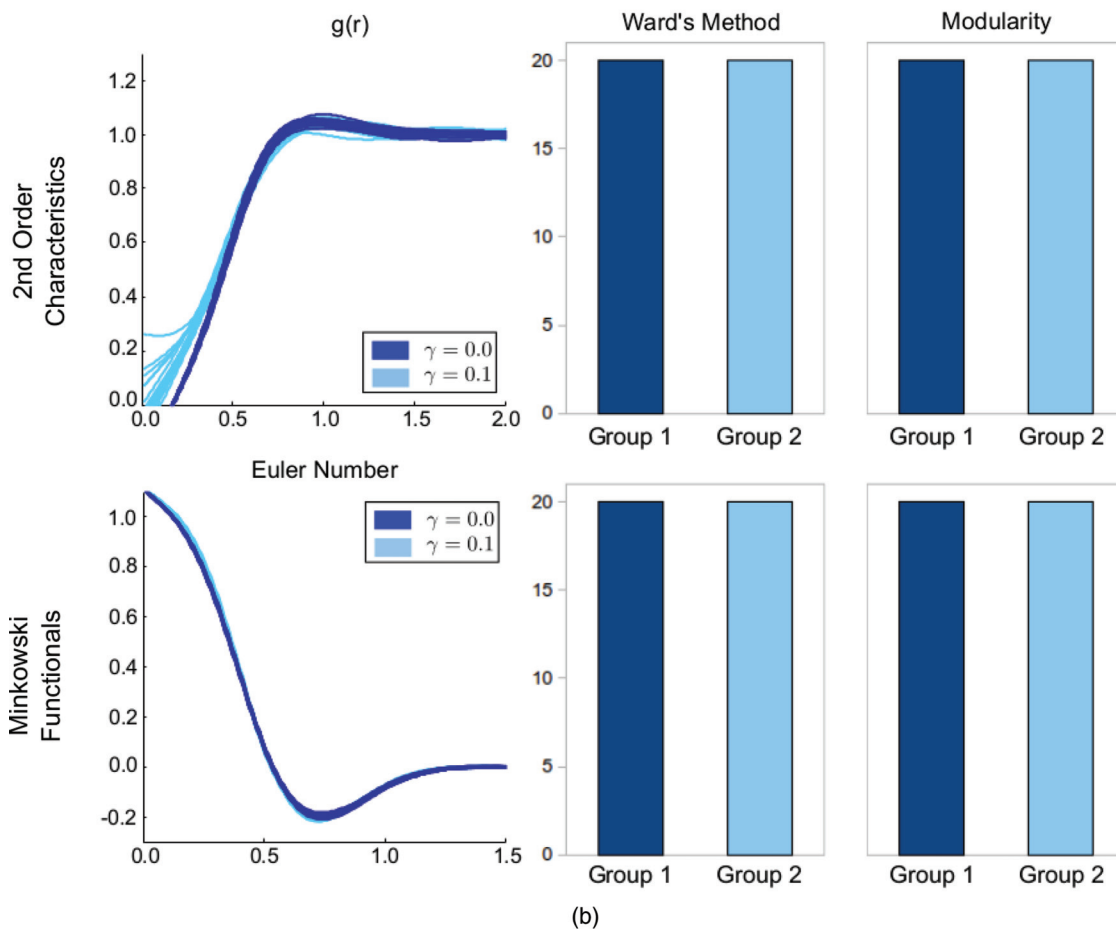 g(r)
Ward's Method
Modularity
2nd Order
Characteristics
1.2
1.0
0.8
0.6
0.4
0.2
0.0
0.0 0.5 1.0 1.5 2.0
γ = 0.0
γ = 0.1
20
15
10
5
0
Group 1 Group 2
Group 1 Group 2
Euler Number
Minkowski
Functionals
1.0
0.8
0.6
0.4
0.2
0.0
-0.2
0.0 0.5 1.0 1.5
γ = 0.0
γ = 0.1
20
15
10
5
0
Group 1 Group 2
Group 1 Group 2
(b)